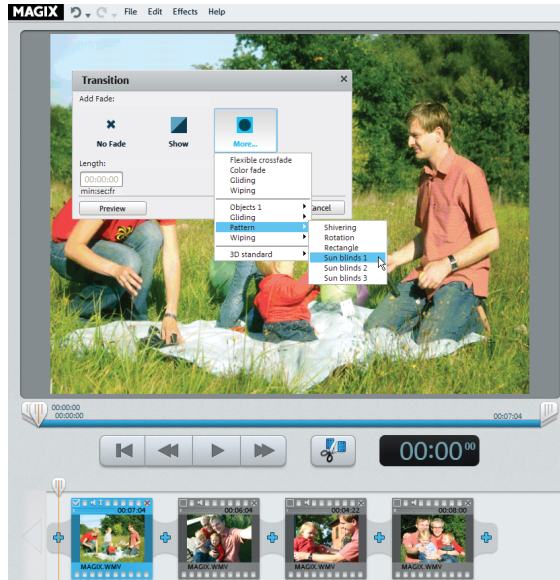 MAGIX File Edit Effects Help
Transition
Add Fade:
No Fade Show More...
Length:
00:00:00
min:sec:fr
Preview Cancel
Flexible crossfade
Color fade
Gliding
Wiping
Objects 1
Gliding
Pattern
Wiping
3D standard
Shivering
Rotation
Rectangle
Sun blinds 1
Sun blinds 2
Sun blinds 3
00:00:00
00:00:00 00:07:04
00:00 00
00:07:04 00:06:04 00:04:22 00:08:00
MAGIX.WMV MAGIX.WMV MAGIX.WMV MAGIX.WMV